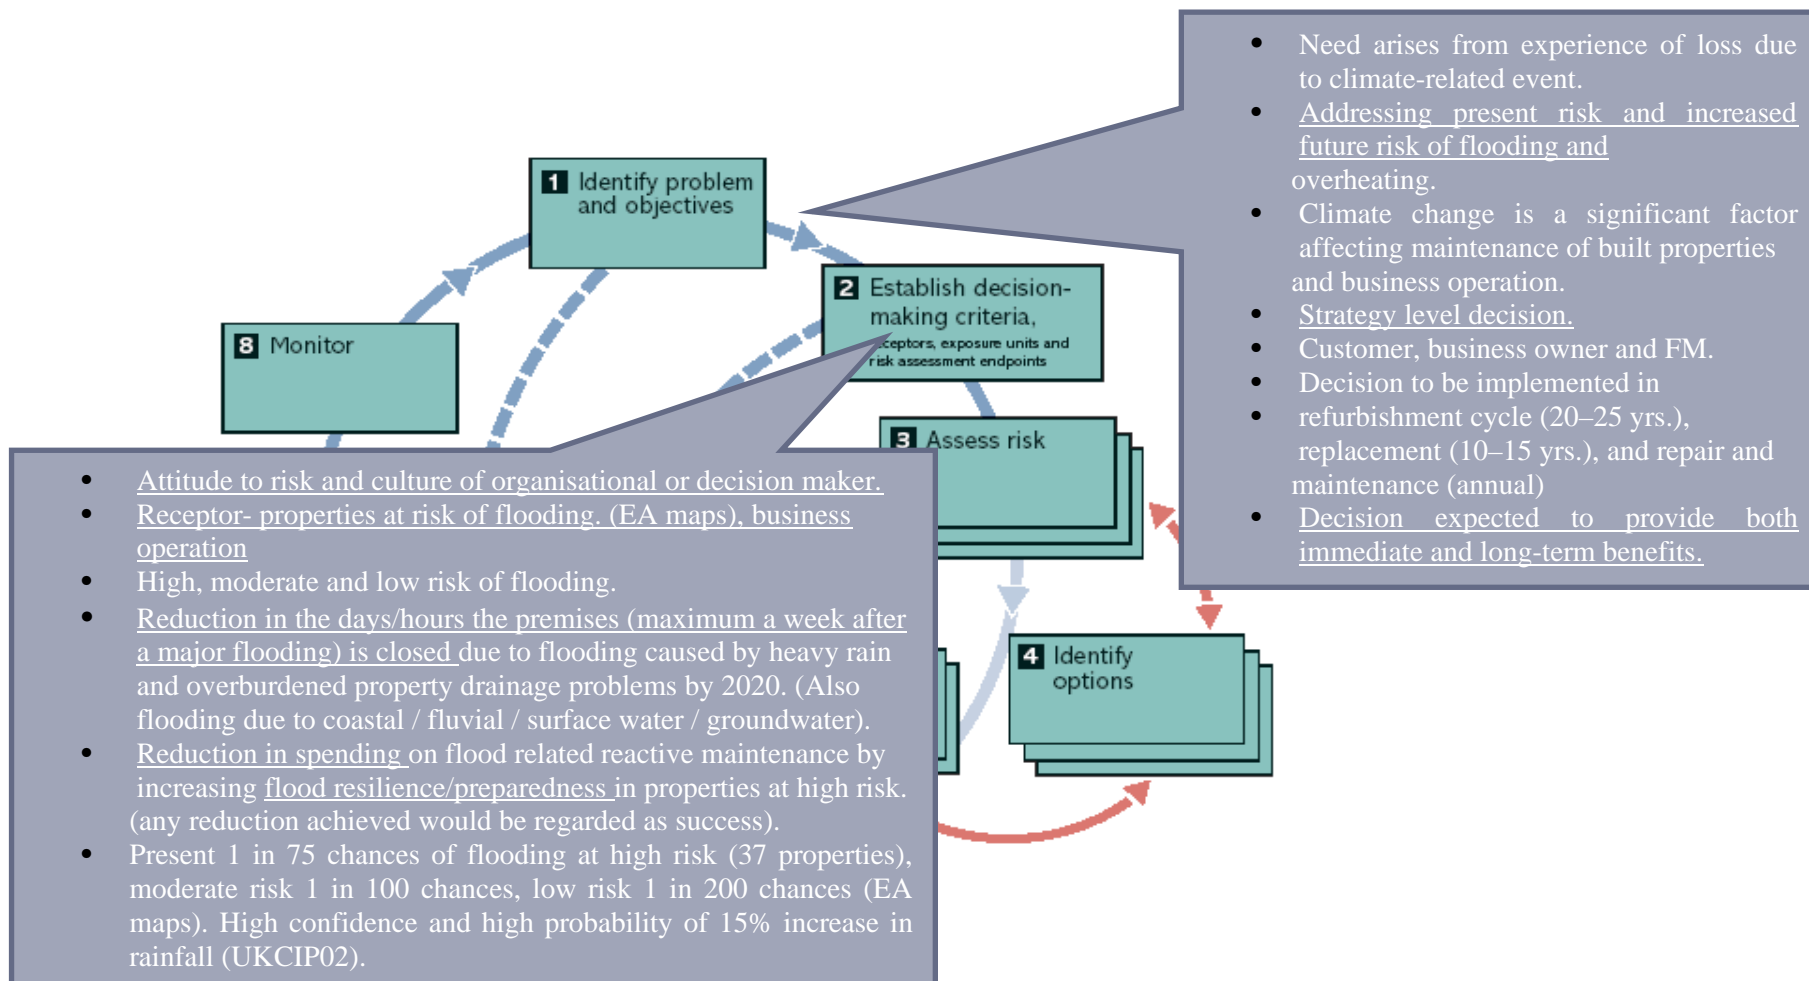 1 Identify problem
and objectives
2 Establish decision-
making criteria,
eceptors, exposure units and
risk assessment endpoints
8 Monitor
3 Assess risk
4 Identify
options
• Need arises from experience of loss due
to climate-related event.
• Addressing present risk and increased
future risk of flooding and
overheating.
• Climate change is a significant factor
affecting maintenance of built properties
and business operation.
• Strategy level decision.
• Customer, business owner and FM.
• Decision to be implemented in
• refurbishment cycle (20–25 yrs.),
replacement (10–15 yrs.), and repair and
maintenance (annual)
• Decision expected to provide both
immediate and long-term benefits.
• Attitude to risk and culture of organisational or decision maker.
• Receptor- properties at risk of flooding. (EA maps), business
operation
• High, moderate and low risk of flooding.
• Reduction in the days/hours the premises (maximum a week after
a major flooding) is closed due to flooding caused by heavy rain
and overburdened property drainage problems by 2020. (Also
flooding due to coastal / fluvial / surface water / groundwater).
• Reduction in spending on flood related reactive maintenance by
increasing flood resilience/preparedness in properties at high risk.
(any reduction achieved would be regarded as success).
• Present 1 in 75 chances of flooding at high risk (37 properties),
moderate risk 1 in 100 chances, low risk 1 in 200 chances (EA
maps). High confidence and high probability of 15% increase in
rainfall (UKCIP02).